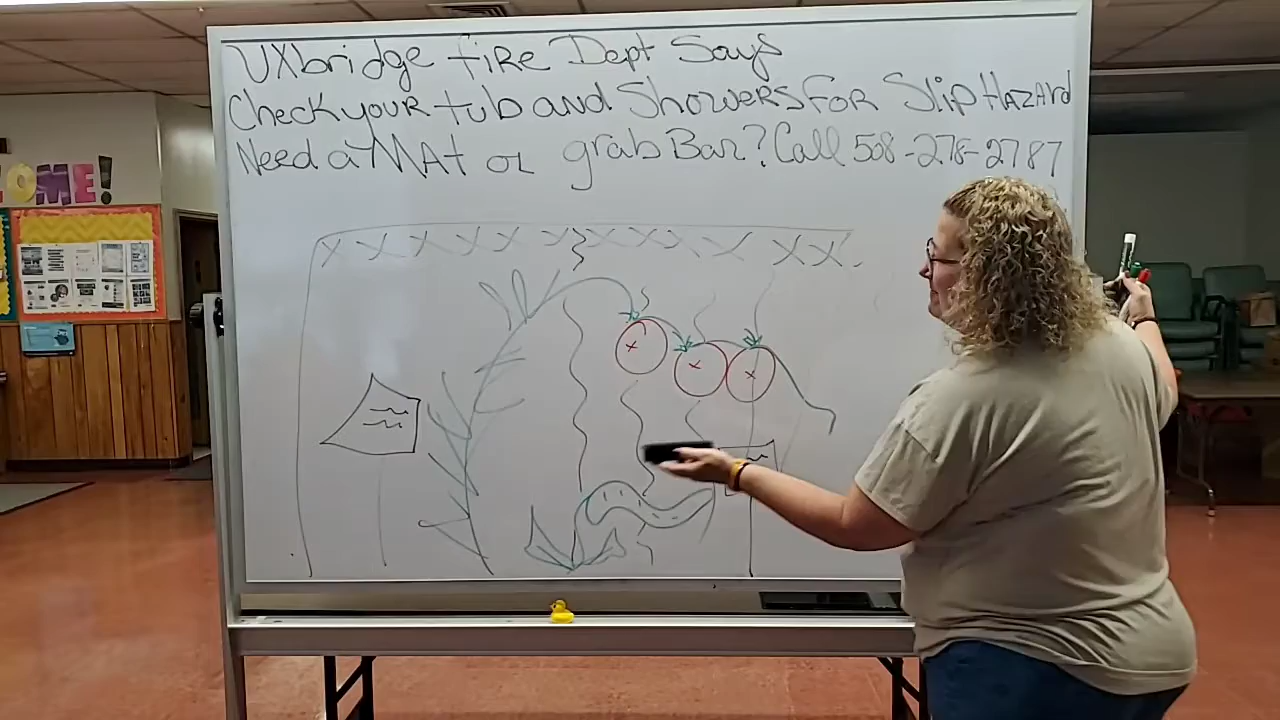 OME!
UXbridge fiRe Dept Says
Check your tub and Showers FOR Slip HAZARd
Need a MAt or grab Bar? Call 508-278-2787